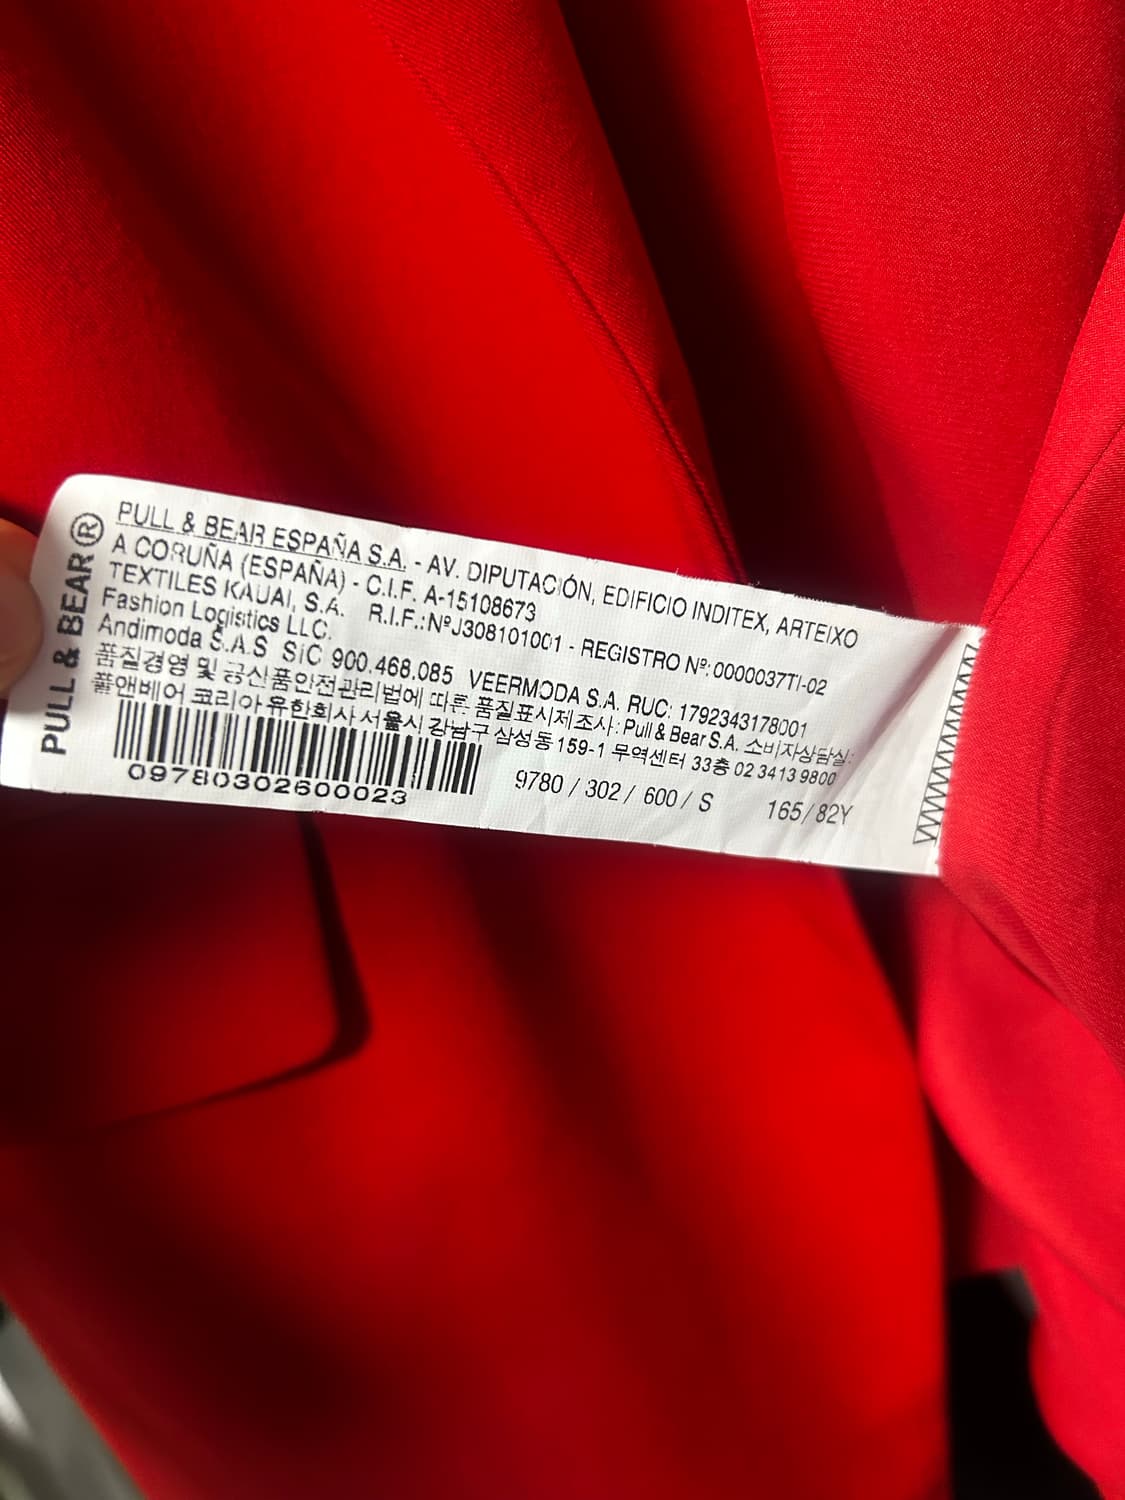 PULL & BEAR®
PULL & BEAR ESPAÑA S.A. - AV. DIPUTACIÓN, EDIFICIO INDITEX, ARTEIXO
A CORUÑA (ESPAÑA) - C.I.F. A-15108673
TEXTILES KAUAI, S.A. R.I.F.:NºJ308101001 - REGISTRO Nº: 0000037TI-02
Fashion Logistics LLC.
Andimoda S.A.S SIC 900.468.085 VEERMODA S.A. RUC: 1792343178001
품질경영 및 공산품안전관리법에 따른 품질표시제조사: Pull & Bear S.A. 소비자상담실:
풀앤베어 코리아유한회사 서울시 강남구 삼성동 159-1 무역센터 33층 02 3413 9800
09780302600023
9780 / 302 / 600 / S 165 / 82Y